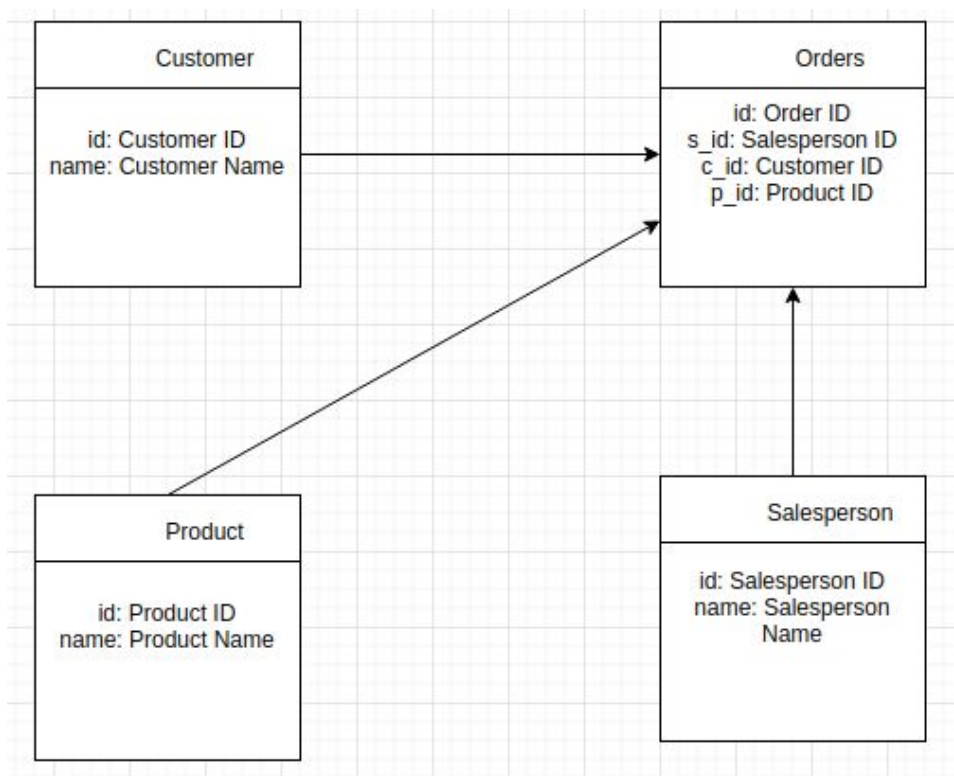 Customer
id: Customer ID
name: Customer Name
Orders
id: Order ID
s_id: Salesperson ID
c_id: Customer ID
p_id: Product ID
Product
id: Product ID
name: Product Name
Salesperson
id: Salesperson ID
name: Salesperson
Name